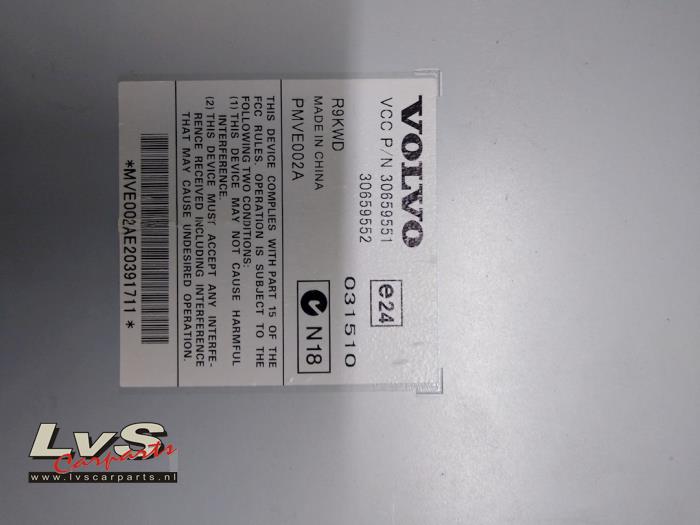 VOLVO
VCC P/N 30659551
30659552
e24
031510
R9KWD
MADE IN CHINA
PMVE002A
N18
THIS DEVICE COMPLIES WITH PART 15 OF THE
FCC RULES. OPERATION IS SUBJECT TO THE
FOLLOWING TWO CONDITIONS:
(1) THIS DEVICE MAY NOT CAUSE HARMFUL
INTERFERENCE.
(2) THIS DEVICE MUST ACCEPT ANY INTERFE-
RENCE RECEIVED INCLUDING INTERFERENCE
THAT MAY CAUSE UNDESIRED OPERATION.
*MVE002AE20391711*
LvS
Carparts
www.lvscarparts.nl